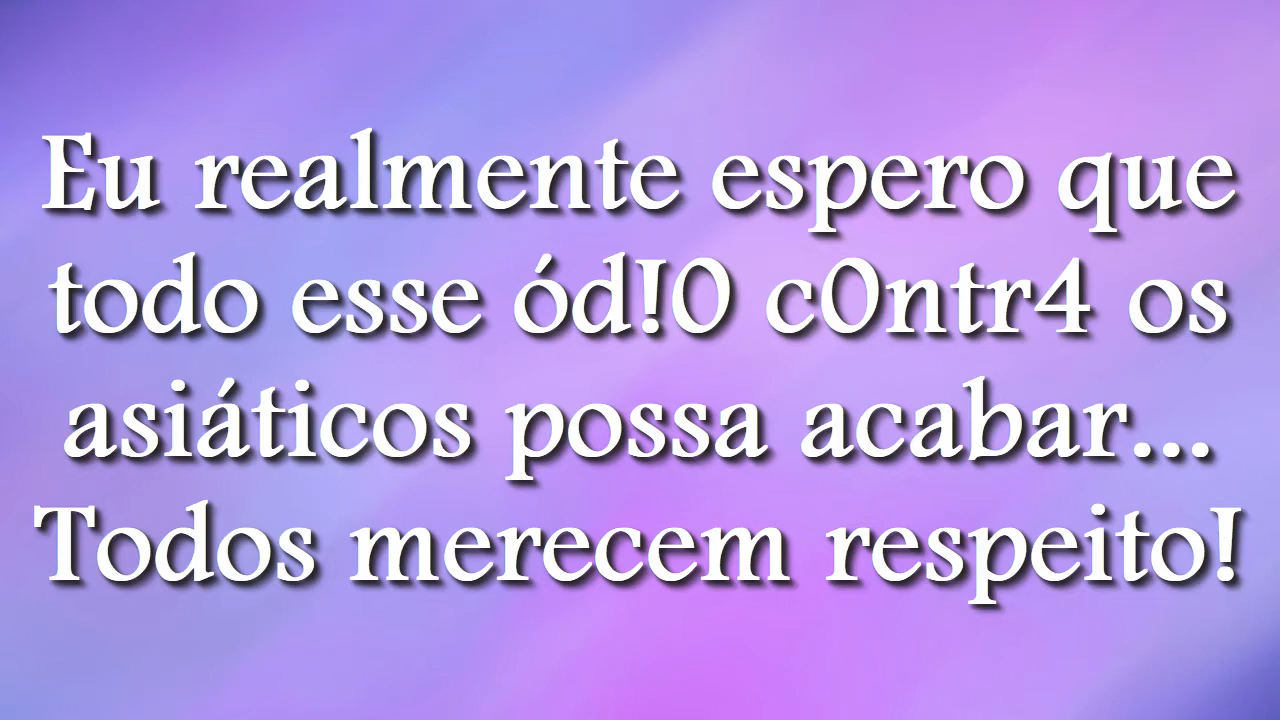 Eu realmente espero que
todo esse ód!0 c0ntr4 os
asiáticos possa acabar...
Todos merecem respeito!